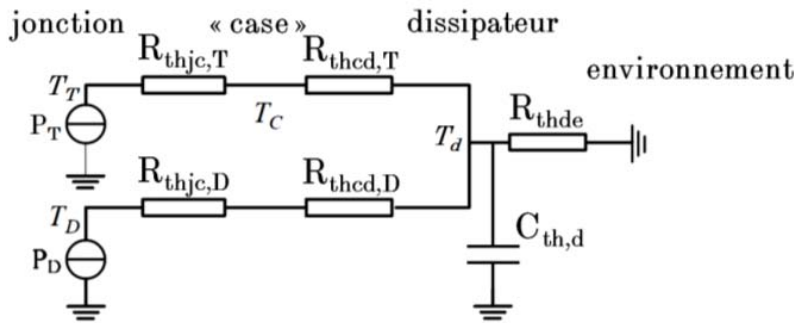 jonction « case » dissipateur
environnement
R_thjc,T R_thcd,T
T_T
P_T
T_C
T_d
R_thde
R_thjc,D R_thcd,D
T_D
P_D
C_th,d